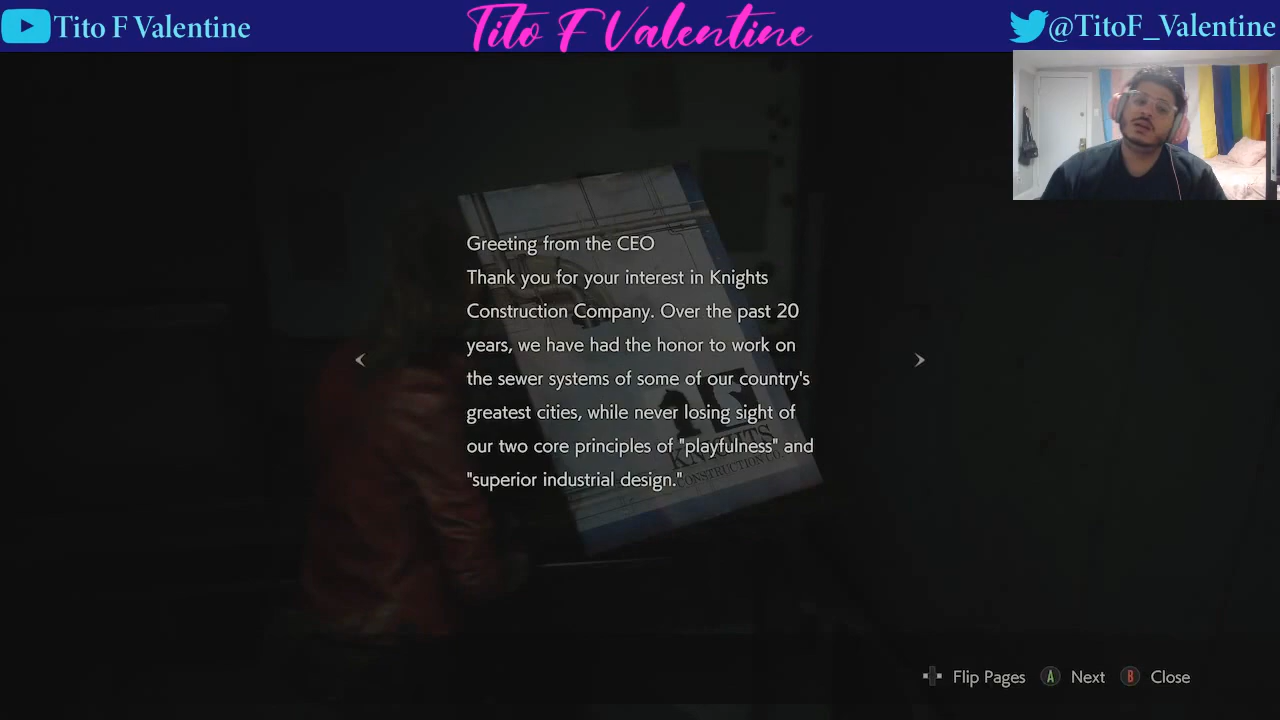 Tito F Valentine
Tito F Valentine
@TitoF_Valentine
Greeting from the CEO
Thank you for your interest in Knights
Construction Company. Over the past 20
years, we have had the honor to work on
the sewer systems of some of our country's
greatest cities, while never losing sight of
our two core principles of "playfulness" and
"superior industrial design."
KNIGHTS
CONSTRUCTION CO.
Flip Pages A Next B Close